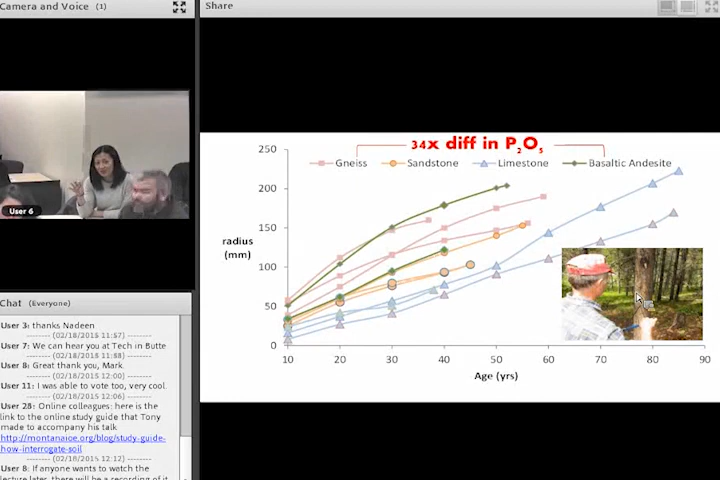 Camera and Voice (1)
Share
User 6
Chat (Everyone)
User 3: thanks Nadeen
-------- (02/18/2015 11:57) --------
User 7: We can hear you at Tech in Butte
-------- (02/18/2015 11:58) --------
User 8: Great thank you, Mark.
-------- (02/18/2015 12:00) --------
User 11: I was able to vote too, very cool.
-------- (02/18/2015 12:06) --------
User 28: Online colleagues: here is the
link to the online study guide that Tony
made to accompany his talk
http://montanaioe.org/blog/study-guide-
how-interrogate-soil
-------- (02/18/2015 12:12) --------
User 8: If anyone wants to watch the
lecture later, there will be a recording of it
34x diff in P2O5
Gneiss Sandstone Limestone Basaltic Andesite
radius
(mm)
250
200
150
100
50
0
10 20 30 40 50 60 70 80 90
Age (yrs)